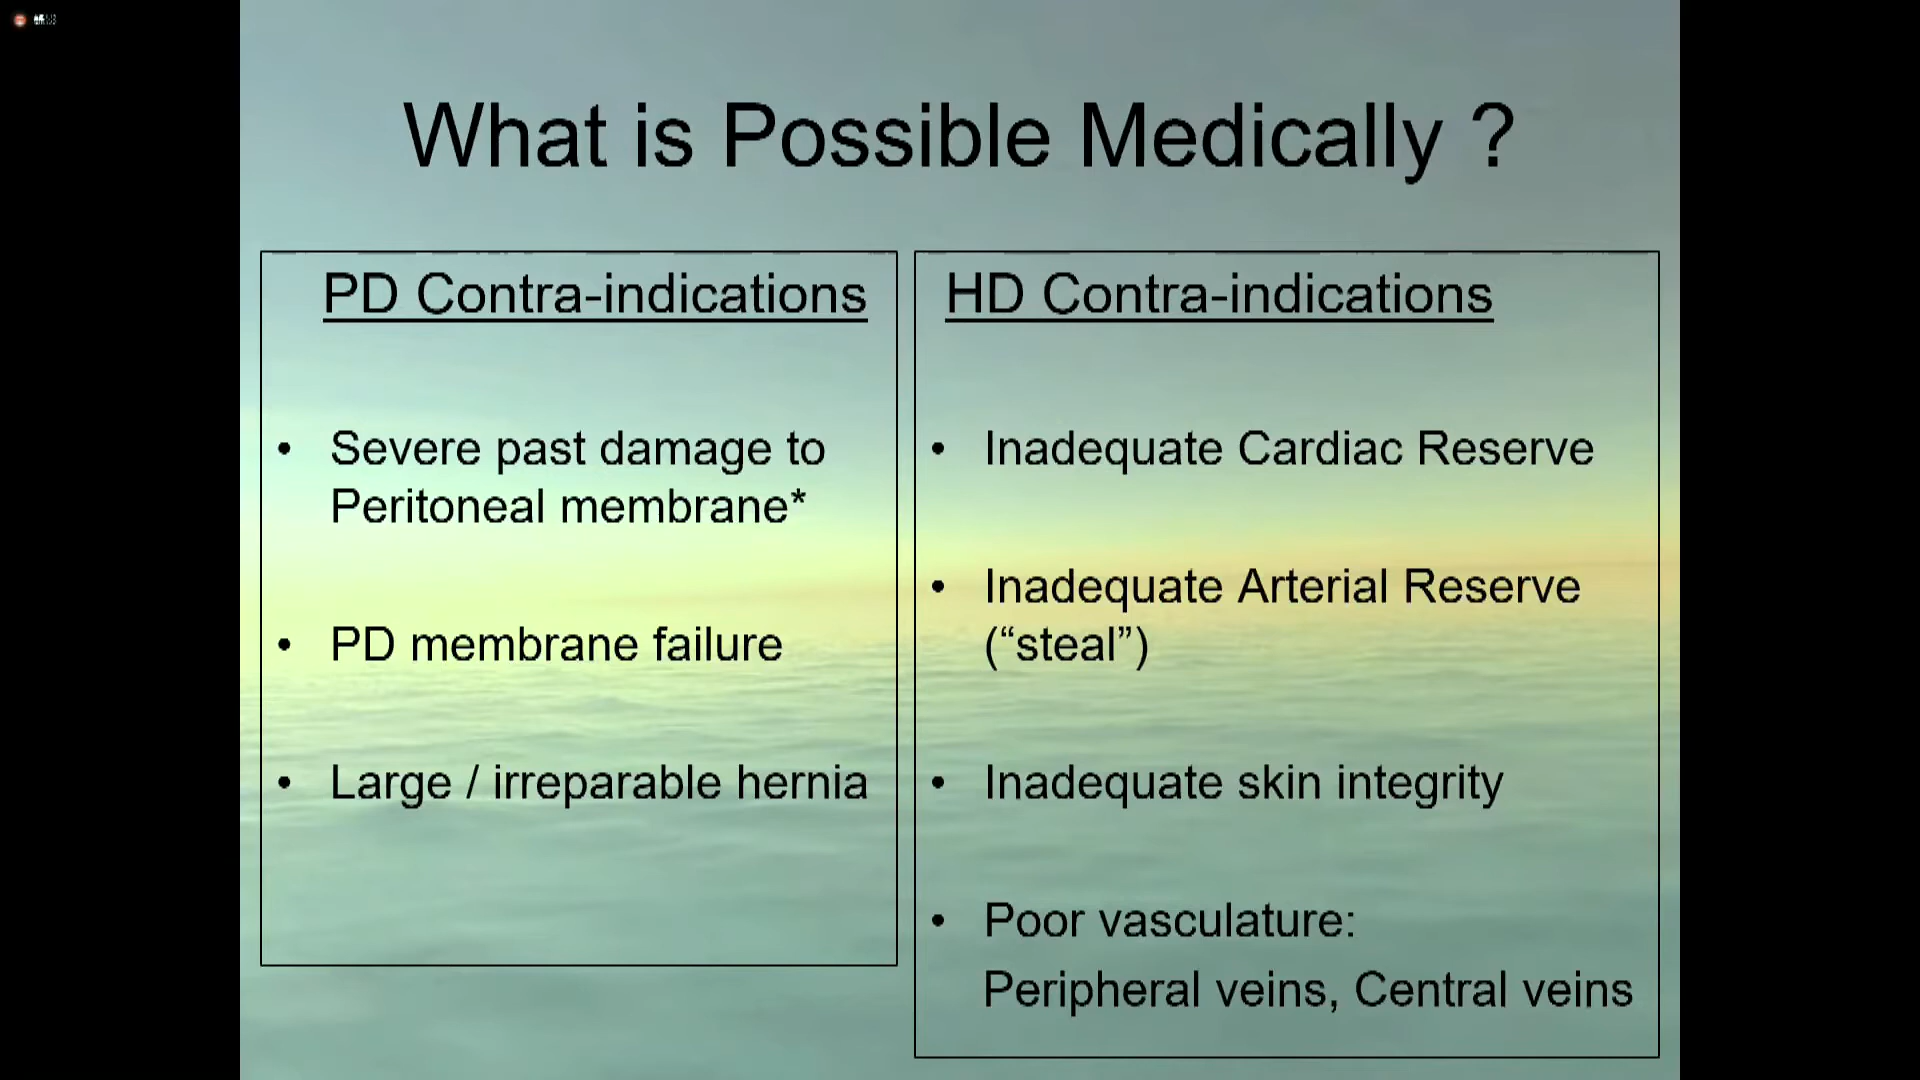 What is Possible Medically ?
PD Contra-indications
• Severe past damage to
Peritoneal membrane*
• PD membrane failure
• Large / irreparable hernia
HD Contra-indications
• Inadequate Cardiac Reserve
• Inadequate Arterial Reserve
(“steal”)
• Inadequate skin integrity
• Poor vasculature:
Peripheral veins, Central veins